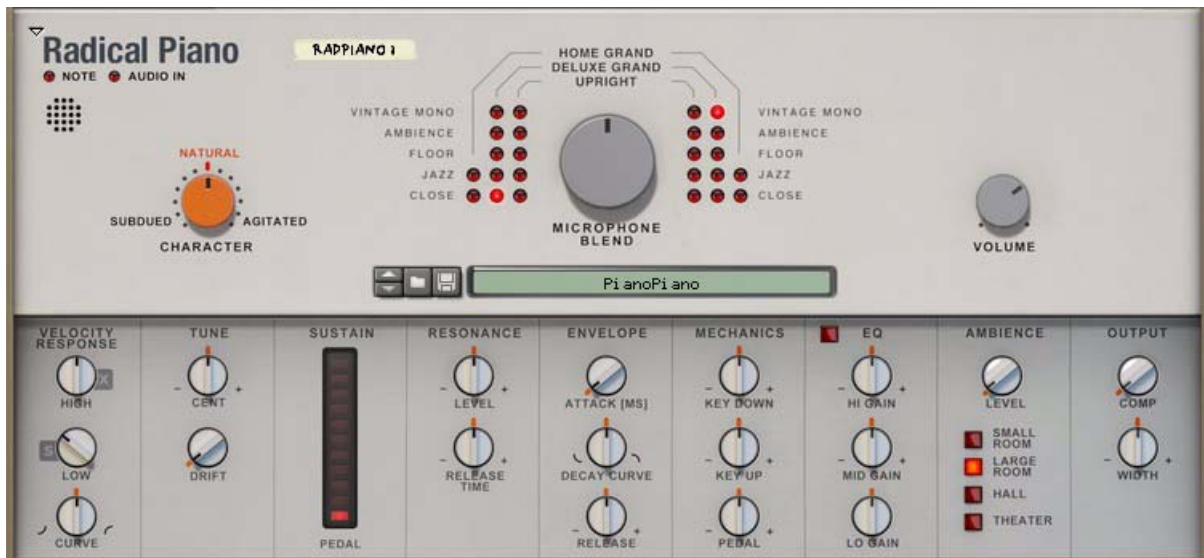 Radical Piano
RADPIANO 1
NOTE
AUDIO IN
HOME GRAND
DELUXE GRAND
UPRIGHT
VINTAGE MONO
AMBIENCE
FLOOR
JAZZ
CLOSE
VINTAGE MONO
AMBIENCE
FLOOR
JAZZ
CLOSE
MICROPHONE
BLEND
NATURAL
SUBDUED
AGITATED
CHARACTER
VOLUME
PianoPiano
VELOCITY
RESPONSE
HIGH
X
S
LOW
CURVE
TUNE
- CENT +
DRIFT
SUSTAIN
PEDAL
RESONANCE
- LEVEL +
- RELEASE +
TIME
ENVELOPE
ATTACK [MS]
DECAY CURVE
- RELEASE +
MECHANICS
- KEY DOWN +
- KEY UP +
- PEDAL +
EQ
- HI GAIN +
- MID GAIN +
- LO GAIN +
AMBIENCE
LEVEL
SMALL
ROOM
LARGE
ROOM
HALL
THEATER
OUTPUT
COMP
- WIDTH +